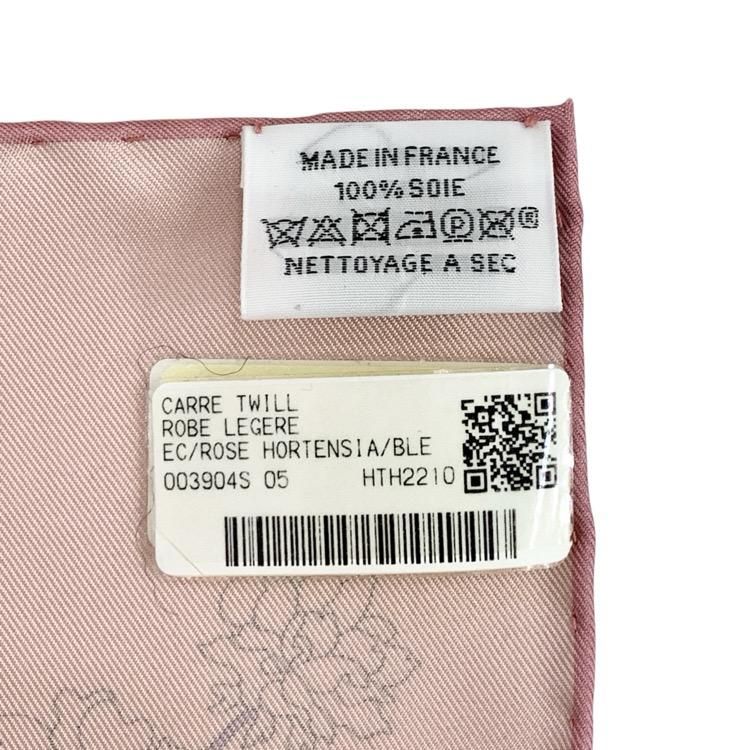 MADE IN FRANCE
100% SOIE
P ®
NETTOYAGE A SEC
CARRE TWILL
ROBE LEGERE
EC/ROSE HORTENSIA/BLE
003904S 05 HTH2210